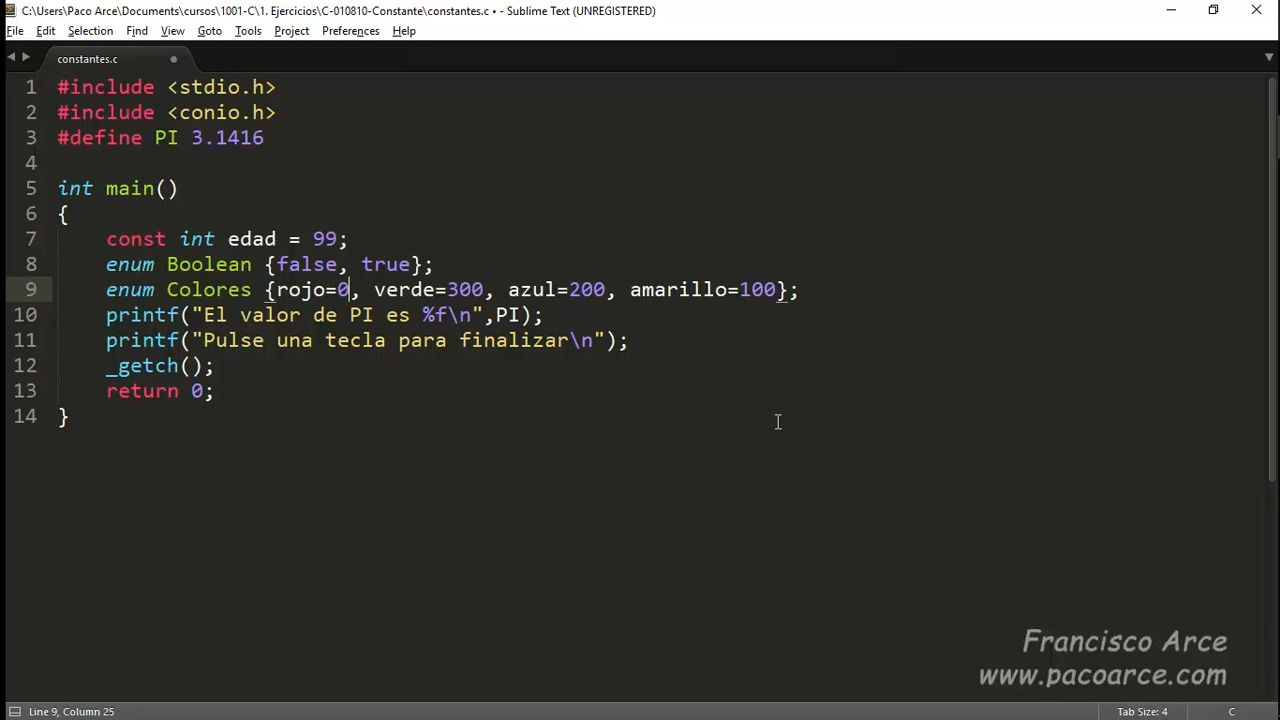 C:\Users\Paco Arce\Documents\cursos\1001-C\1. Ejercicios\C-010810-Constante\constantes.c • - Sublime Text (UNREGISTERED)
File Edit Selection Find View Goto Tools Project Preferences Help
constantes.c
1 #include <stdio.h>
2 #include <conio.h>
3 #define PI 3.1416
4
5 int main()
6 {
7 const int edad = 99;
8 enum Boolean {false, true};
9 enum Colores {rojo=0, verde=300, azul=200, amarillo=100};
10 printf("El valor de PI es %f\n",PI);
11 printf("Pulse una tecla para finalizar\n");
12 _getch();
13 return 0;
14 }
Francisco Arce
www.pacoarce.com
Line 9, Column 25 Tab Size: 4 C